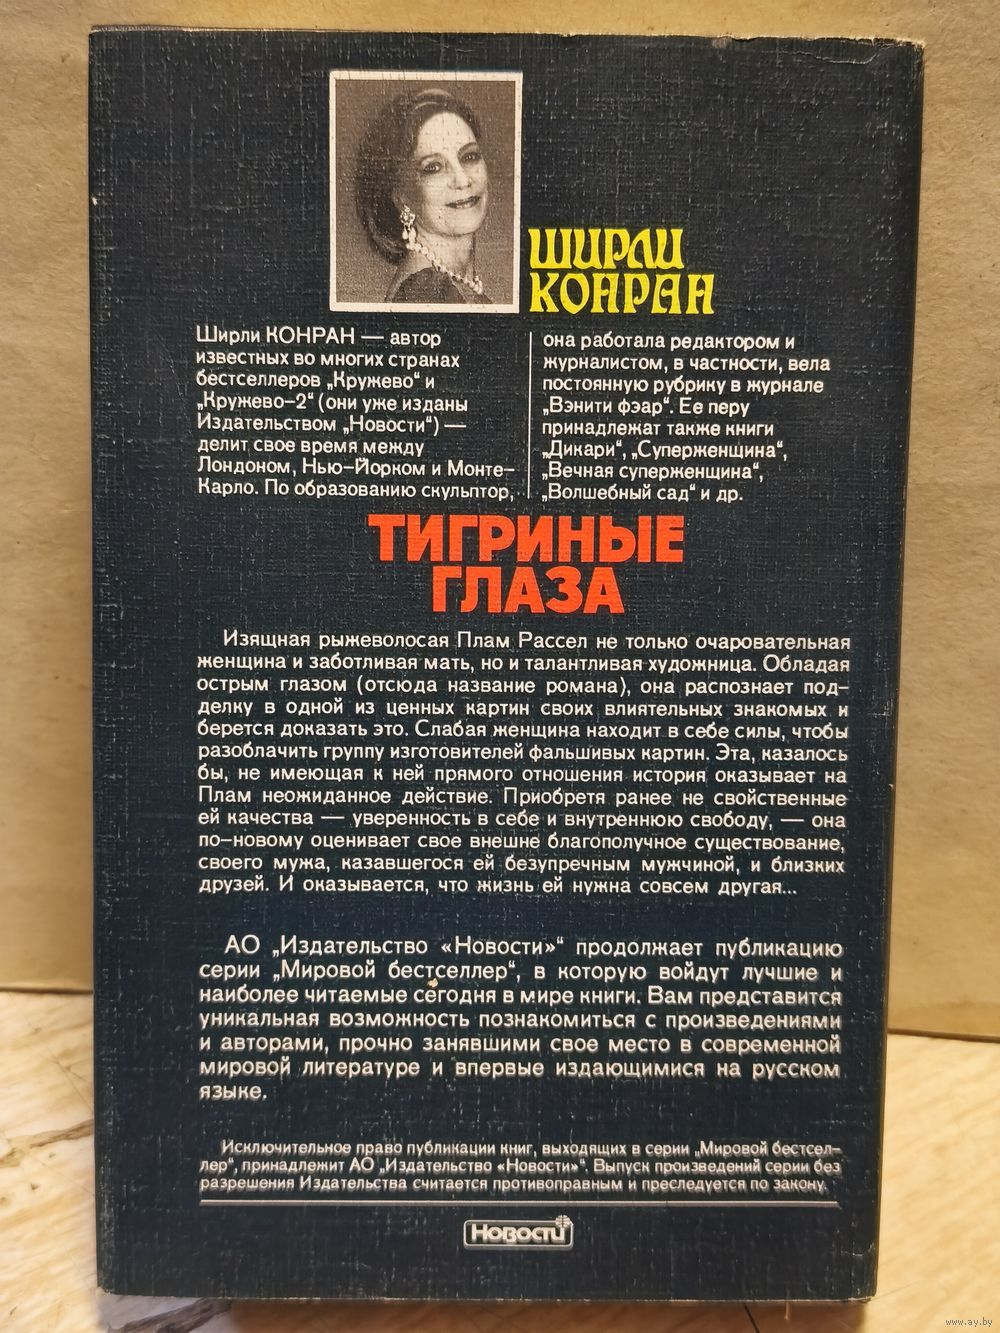 ШИРЛИ
КОНРАН
Ширли КОНРАН — автор
известных во многих странах
бестселлеров „Кружево“ и
„Кружево–2“ (они уже изданы
Издательством „Новости“) —
делит свое время между
Лондоном, Нью–Йорком и Монте–
Карло. По образованию скульптор,
она работала редактором и
журналистом, в частности, вела
постоянную рубрику в журнале
„Вэнити фэар“. Ее перу
принадлежат также книги
„Дикари“, „Суперженщина“,
„Вечная суперженщина“,
„Волшебный сад“ и др.
ТИГРИНЫЕ
ГЛАЗА
Изящная рыжеволосая Плам Рассел не только очаровательная
женщина и заботливая мать, но и талантливая художница. Обладая
острым глазом (отсюда название романа), она распознает под–
делку в одной из ценных картин своих влиятельных знакомых и
берется доказать это. Слабая женщина находит в себе силы, чтобы
разоблачить группу изготовителей фальшивых картин. Эта, казалось
бы, не имеющая к ней прямого отношения история оказывает на
Плам неожиданное действие. Приобретя ранее не свойственные
ей качества — уверенность в себе и внутреннюю свободу, — она
по–новому оценивает свое внешне благополучное существование,
своего мужа, казавшегося ей безупречным мужчиной, и близких
друзей. И оказывается, что жизнь ей нужна совсем другая...
АО „Издательство «Новости»“ продолжает публикацию
серии „Мировой бестселлер“, в которую войдут лучшие и
наиболее читаемые сегодня в мире книги. Вам представится
уникальная возможность познакомиться с произведениями
и авторами, прочно занявшими свое место в современной
мировой литературе и впервые издающимися на русском
языке.
Исключительное право публикации книг, выходящих в серии „Мировой бестсел–
лер“, принадлежит АО „Издательство «Новости»“. Выпуск произведений серии без
разрешения Издательства считается противоправным и преследуется по закону.
Новости
www.ay.by